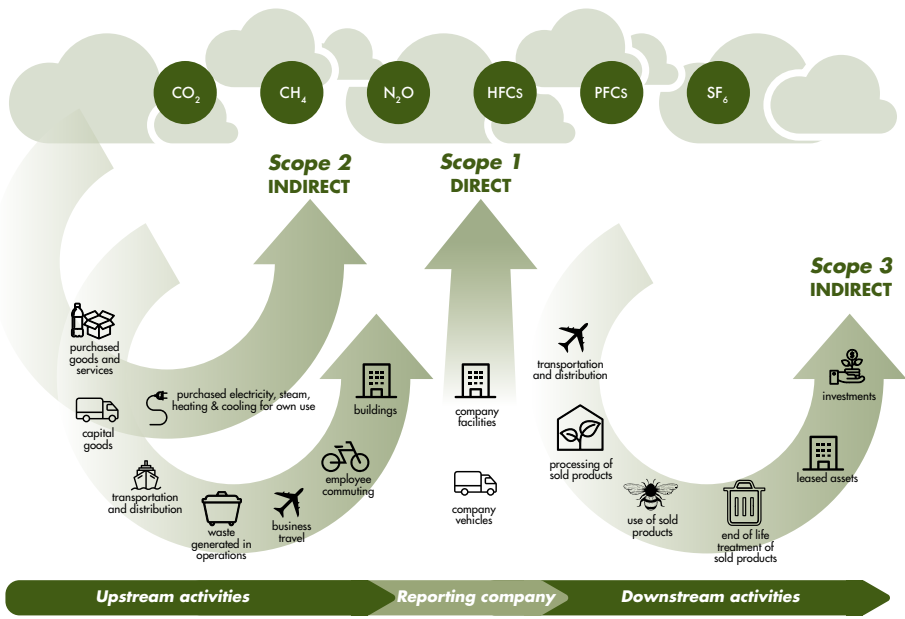 CO2
CH4
N2O
HFCs
PFCs
SF6
Scope 2
INDIRECT
Scope 1
DIRECT
Scope 3
INDIRECT
purchased
goods and
services
capital
goods
purchased electricity, steam,
heating & cooling for own use
transportation
and distribution
waste
generated in
operations
business
travel
employee
commuting
buildings
company
facilities
company
vehicles
transportation
and distribution
processing of
sold products
use of sold
products
end of life
treatment of
sold products
leased assets
investments
Upstream activities
Reporting company
Downstream activities